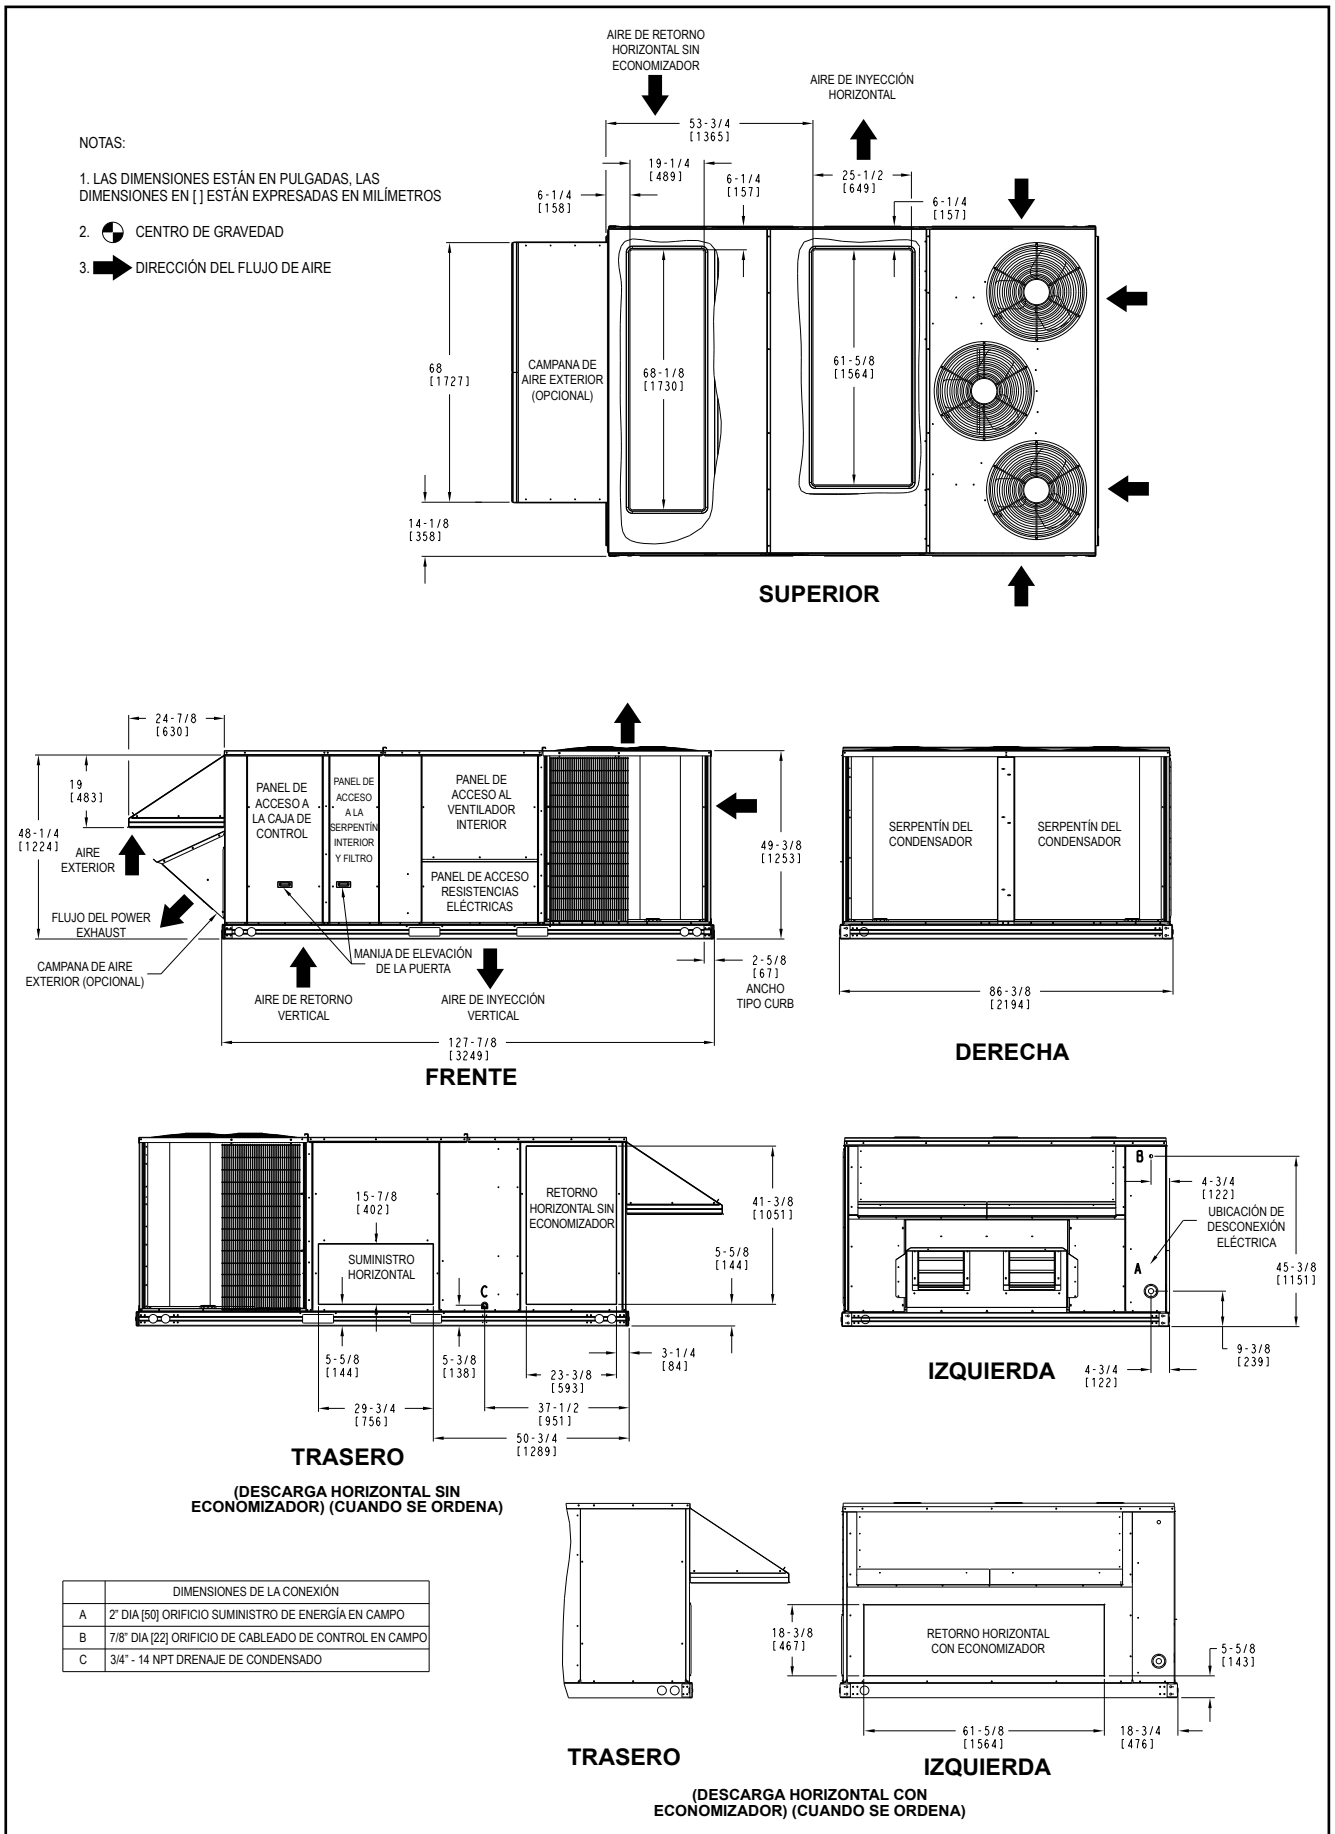 AIRE DE RETORNO
HORIZONTAL SIN
ECONOMIZADOR
AIRE DE INYECCIÓN
HORIZONTAL
NOTAS:
1. LAS DIMENSIONES ESTÁN EN PULGADAS, LAS
DIMENSIONES EN [ ] ESTÁN EXPRESADAS EN MILÍMETROS
2. CENTRO DE GRAVEDAD
3. DIRECCIÓN DEL FLUJO DE AIRE
53-3/4
[1365]
19-1/4
[489]
6-1/4
[158]
6-1/4
[157]
25-1/2
[649]
6-1/4
[157]
68
[1727]
CAMPANA DE
AIRE EXTERIOR
(OPCIONAL)
68-1/8
[1730]
61-5/8
[1564]
14-1/8
[358]
SUPERIOR
24-7/8
[630]
19
[483]
48-1/4
[1224]
AIRE
EXTERIOR
FLUJO DEL POWER
EXHAUST
CAMPANA DE AIRE
EXTERIOR (OPCIONAL)
PANEL DE
ACCESO A
LA CAJA DE
CONTROL
PANEL DE
ACCESO
A LA
SERPENTÍN
INTERIOR
Y FILTRO
PANEL DE
ACCESO AL
VENTILADOR
INTERIOR
PANEL DE ACCESO
RESISTENCIAS
ELÉCTRICAS
MANIJA DE ELEVACIÓN
DE LA PUERTA
AIRE DE RETORNO
VERTICAL
AIRE DE INYECCIÓN
VERTICAL
49-3/8
[1253]
2-5/8
[67]
ANCHO
TIPO CURB
127-7/8
[3249]
FRENTE
SERPENTÍN DEL
CONDENSADOR
SERPENTÍN DEL
CONDENSADOR
86-3/8
[2194]
DERECHA
15-7/8
[402]
SUMINISTRO
HORIZONTAL
RETORNO
HORIZONTAL SIN
ECONOMIZADOR
C
41-3/8
[1051]
5-5/8
[144]
5-5/8
[144]
5-3/8
[138]
3-1/4
[84]
23-3/8
[593]
29-3/4
[756]
37-1/2
[951]
50-3/4
[1289]
TRASERO
(DESCARGA HORIZONTAL SIN
ECONOMIZADOR) (CUANDO SE ORDENA)
B
4-3/4
[122]
UBICACIÓN DE
DESCONEXIÓN
ELÉCTRICA
A
45-3/8
[1151]
9-3/8
[239]
4-3/4
[122]
IZQUIERDA
DIMENSIONES DE LA CONEXIÓN
A 2" DIA [50] ORIFICIO SUMINISTRO DE ENERGÍA EN CAMPO
B 7/8" DIA [22] ORIFICIO DE CABLEADO DE CONTROL EN CAMPO
C 3/4" - 14 NPT DRENAJE DE CONDENSADO
TRASERO
18-3/8
[467]
RETORNO HORIZONTAL
CON ECONOMIZADOR
5-5/8
[143]
61-5/8
[1564]
18-3/4
[476]
IZQUIERDA
(DESCARGA HORIZONTAL CON
ECONOMIZADOR) (CUANDO SE ORDENA)